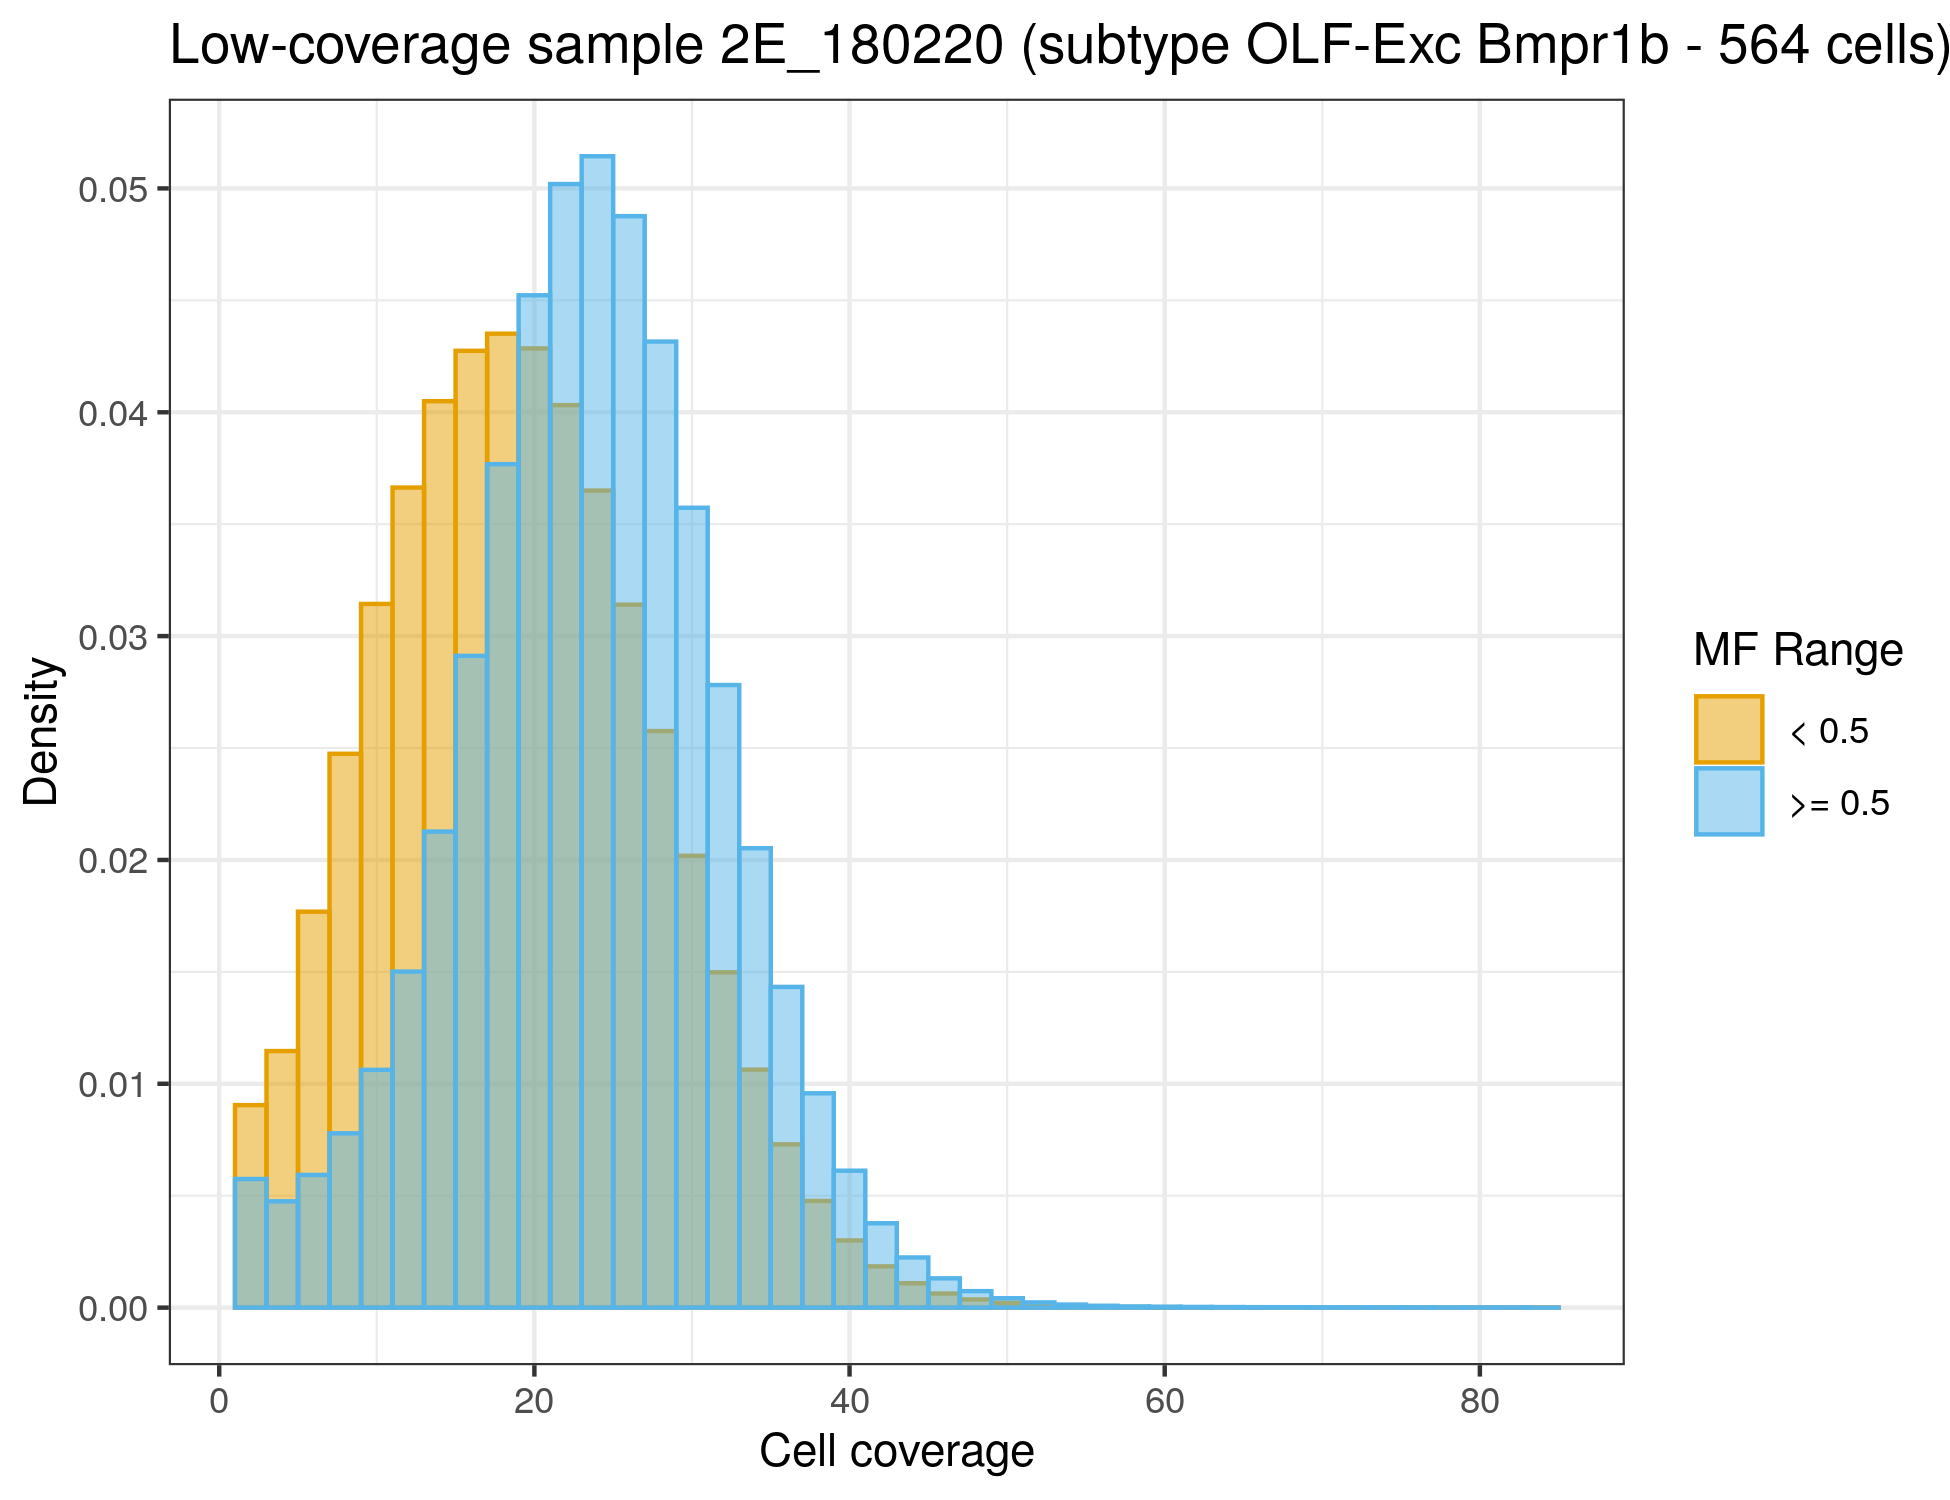 Low-coverage sample 2E_180220 (subtype OLF-Exc Bmpr1b - 564 cells)
0.05
0.04
0.03
0.02
0.01
0.00
Density
0 20 40 60 80
Cell coverage
MF Range
< 0.5
>= 0.5